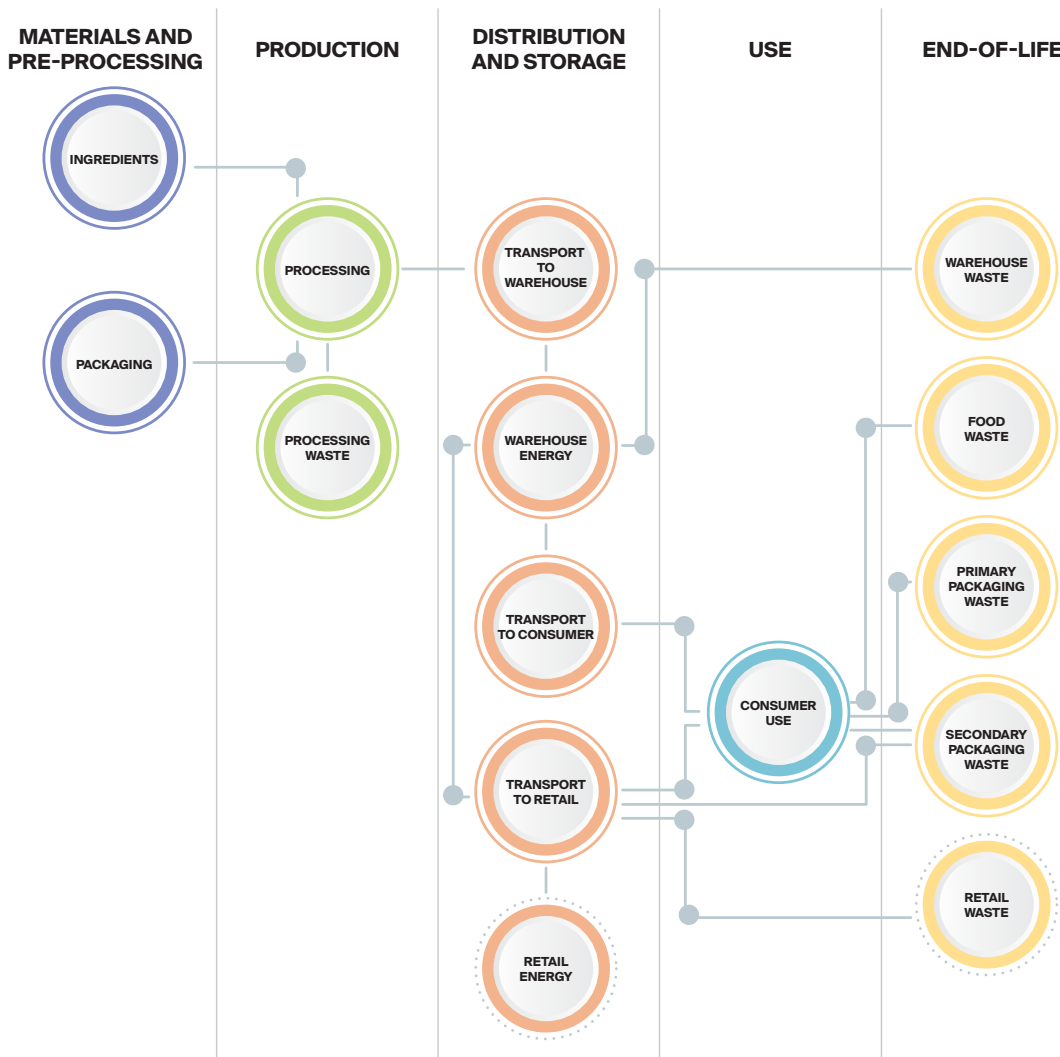 MATERIALS AND
PRE-PROCESSING
PRODUCTION
DISTRIBUTION
AND STORAGE
USE
END-OF-LIFE
INGREDIENTS
PACKAGING
PROCESSING
PROCESSING
WASTE
TRANSPORT
TO
WAREHOUSE
WAREHOUSE
ENERGY
TRANSPORT
TO CONSUMER
TRANSPORT
TO RETAIL
RETAIL
ENERGY
CONSUMER
USE
WAREHOUSE
WASTE
FOOD
WASTE
PRIMARY
PACKAGING
WASTE
SECONDARY
PACKAGING
WASTE
RETAIL
WASTE